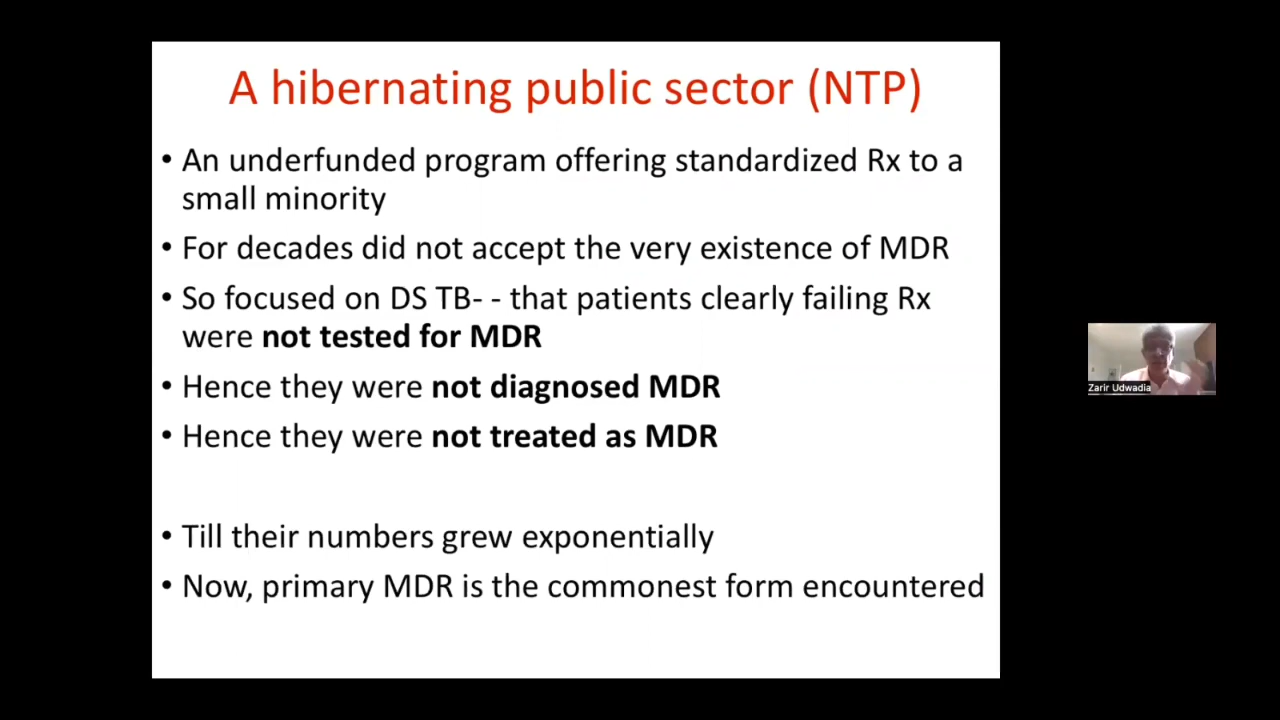 A hibernating public sector (NTP)
• An underfunded program offering standardized Rx to a
small minority
• For decades did not accept the very existence of MDR
• So focused on DS TB- - that patients clearly failing Rx
were not tested for MDR
• Hence they were not diagnosed MDR
• Hence they were not treated as MDR
• Till their numbers grew exponentially
• Now, primary MDR is the commonest form encountered
Zarir Udwadia